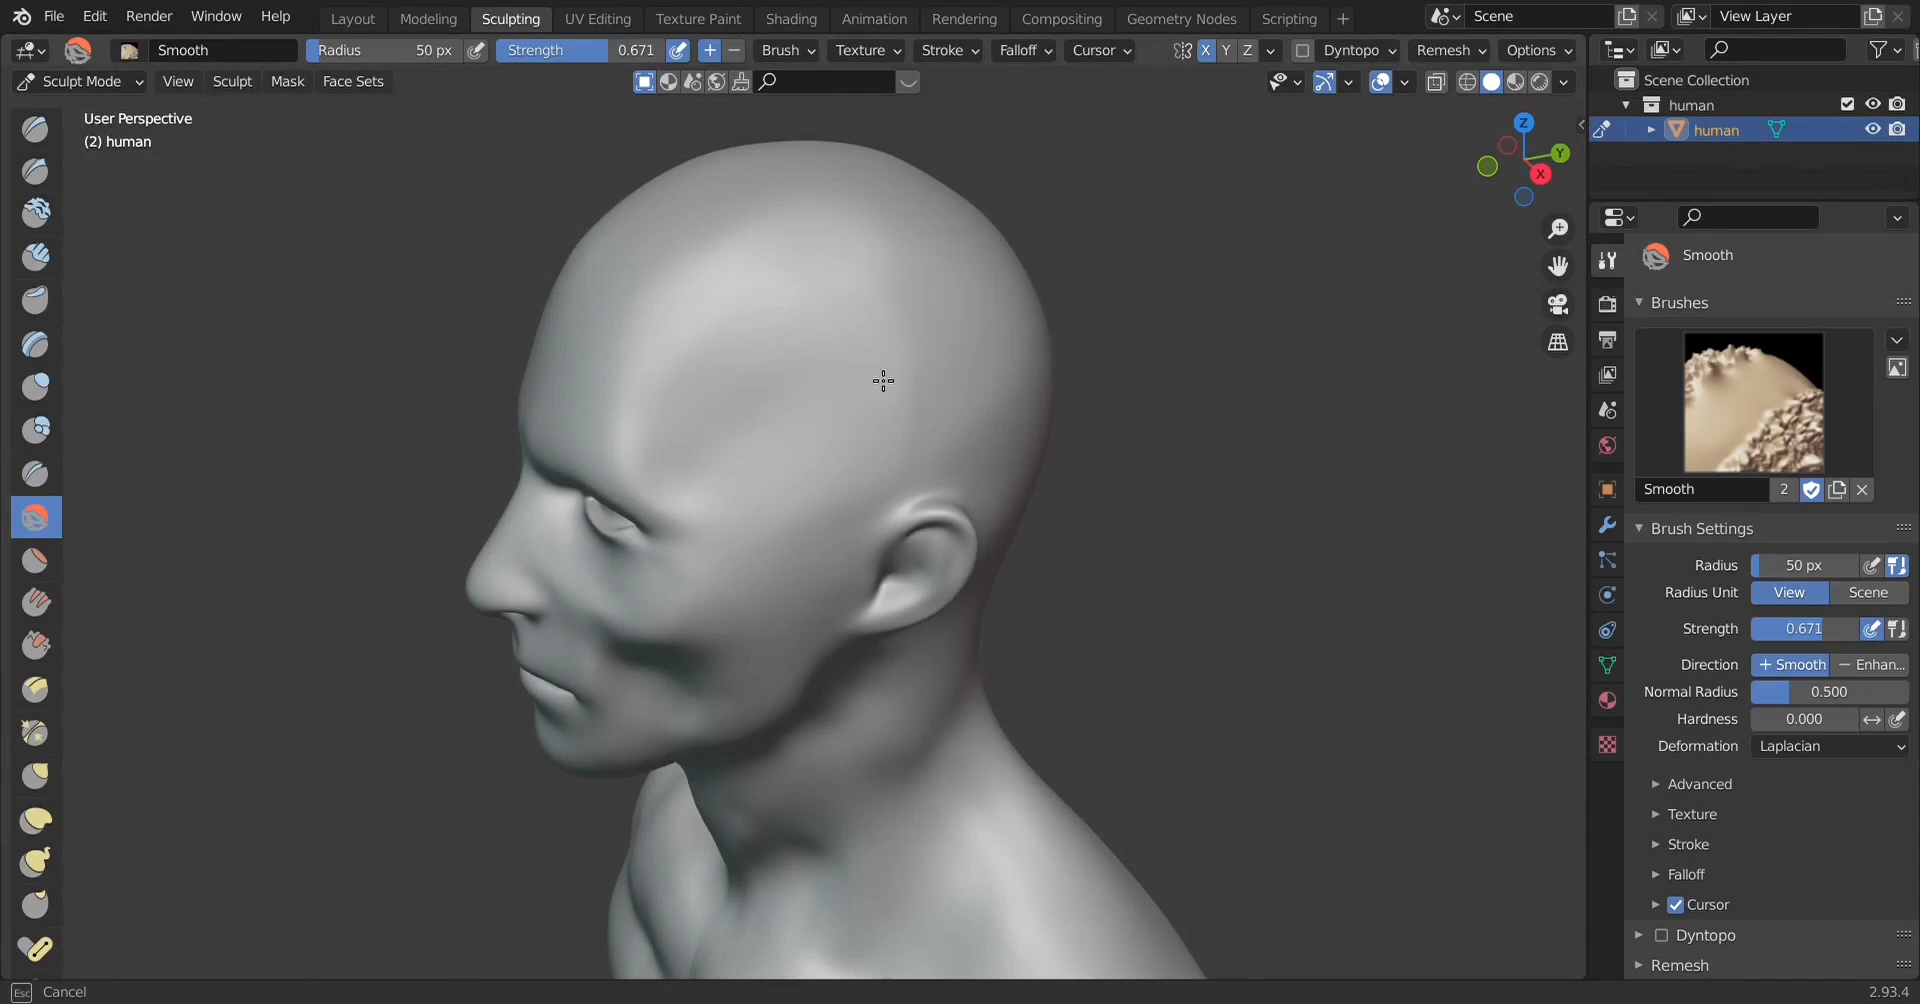 File Edit Render Window Help Layout Modeling Sculpting UV Editing Texture Paint Shading Animation Rendering Compositing Geometry Nodes Scripting + Scene View Layer
Smooth Radius 50 px Strength 0.671 + − Brush Texture Stroke Falloff Cursor X Y Z Dyntopo Remesh Options
Sculpt Mode View Sculpt Mask Face Sets
Scene Collection
human
human
User Perspective
(2) human
Z
Y
X
Smooth
Brushes
Smooth 2
Brush Settings
Radius 50 px
Radius Unit View Scene
Strength 0.671
Direction + Smooth − Enhan...
Normal Radius 0.500
Hardness 0.000
Deformation Laplacian
Advanced
Texture
Stroke
Falloff
Cursor
Dyntopo
Remesh
Esc Cancel 2.93.4